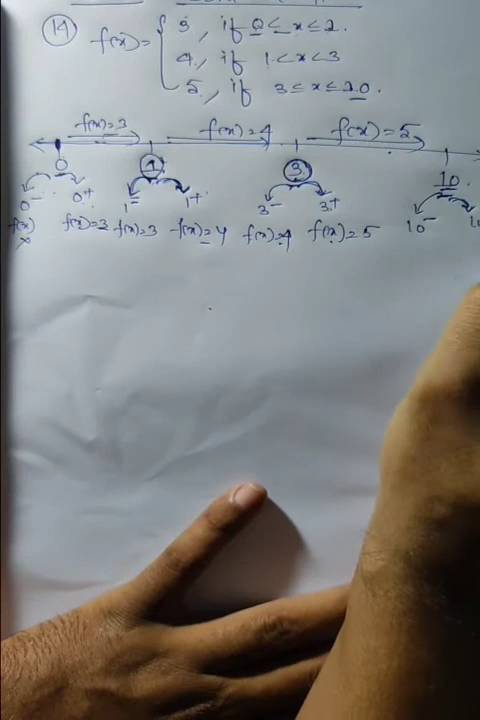 14 f(x) = { 3, if 0 ≤ x ≤ 1.
4, if 1 < x < 3
5, if 3 ≤ x ≤ 10.
f(x)=3 f(x)=4 f(x)=5
0 1 3 10
0⁻ 0⁺ 1⁻ 1⁺ 3⁻ 3⁺ 10⁻
f(x) f(x)=3 f(x)=3 f(x)=4 f(x)=4 f(x)=5
x